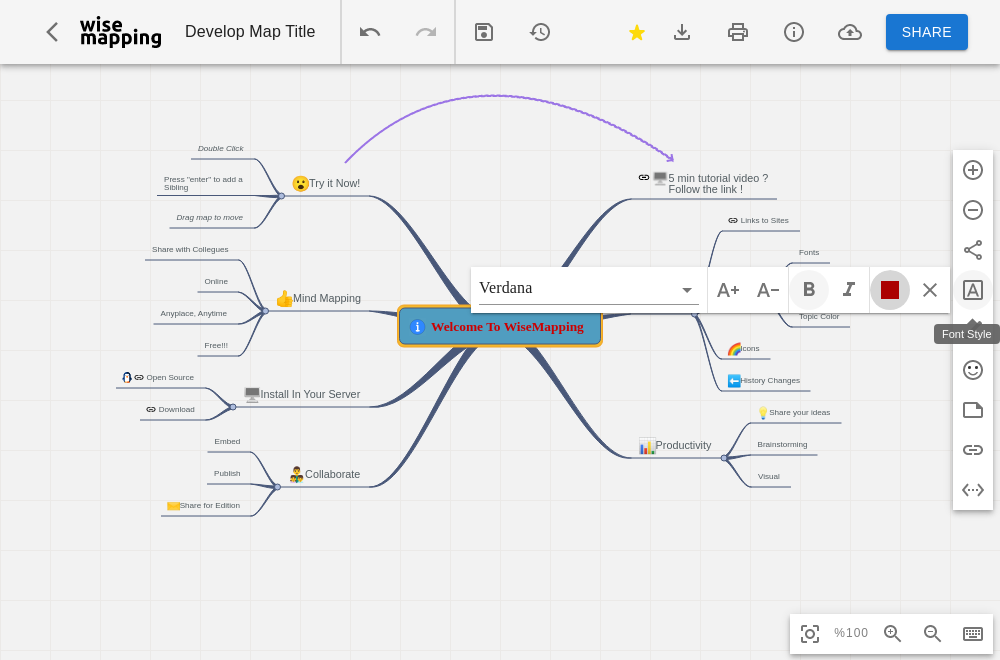 wise
mapping
Develop Map Title
SHARE
Double Click
Press "enter" to add a
Sibling
Drag map to move
Try it Now!
5 min tutorial video ?
Follow the link !
Links to Sites
Fonts
Topic Color
Icons
History Changes
Share with Collegues
Online
Anyplace, Anytime
Free!!!
Mind Mapping
Verdana
A+
A-
B
I
A
Font Style
Welcome To WiseMapping
Open Source
Download
Install In Your Server
Embed
Publish
Share for Edition
Collaborate
Productivity
Share your ideas
Brainstorming
Visual
%100